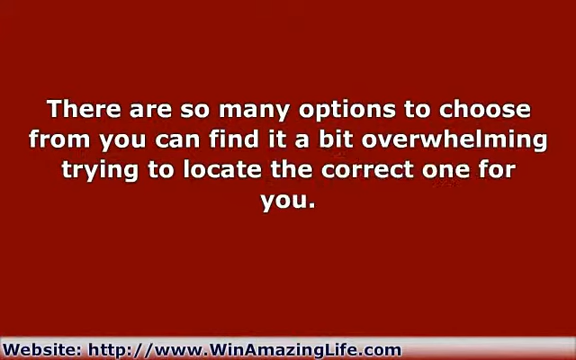 There are so many options to choose
from you can find it a bit overwhelming
trying to locate the correct one for
you.
Website: http://www.WinAmazingLife.com